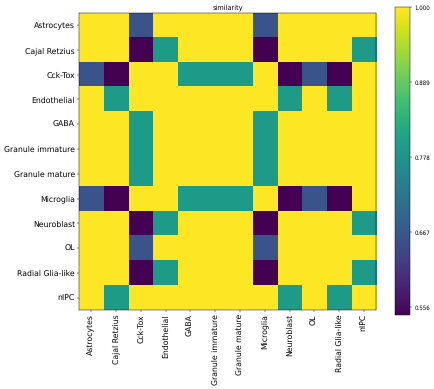 similarity
Astrocytes
Cajal Retzius
Cck-Tox
Endothelial
GABA
Granule immature
Granule mature
Microglia
Neuroblast
OL
Radial Glia-like
nIPC
Astrocytes
Cajal Retzius
Cck-Tox
Endothelial
GABA
Granule immature
Granule mature
Microglia
Neuroblast
OL
Radial Glia-like
nIPC
1.000
0.889
0.778
0.667
0.556